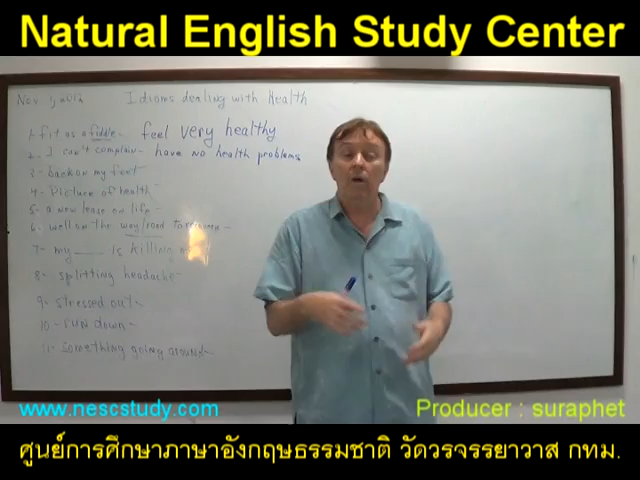 Natural English Study Center
Nov 1, 2012 Idioms dealing with Health
1- fit as a fiddle- feel very healthy
2- I can't complain- have no health problems
3- back on my feet-
4- Picture of health-
5- a new lease on life-
6- well on the way/road to recovery-
7- my ____ is killing
8- splitting headache-
9- stressed out-
10- run down-
11- something going around-
www.nescstudy.com Producer : suraphet
ศูนย์การศึกษาภาษาอังกฤษธรรมชาติ วัดวรจรรยาวาส กทม.